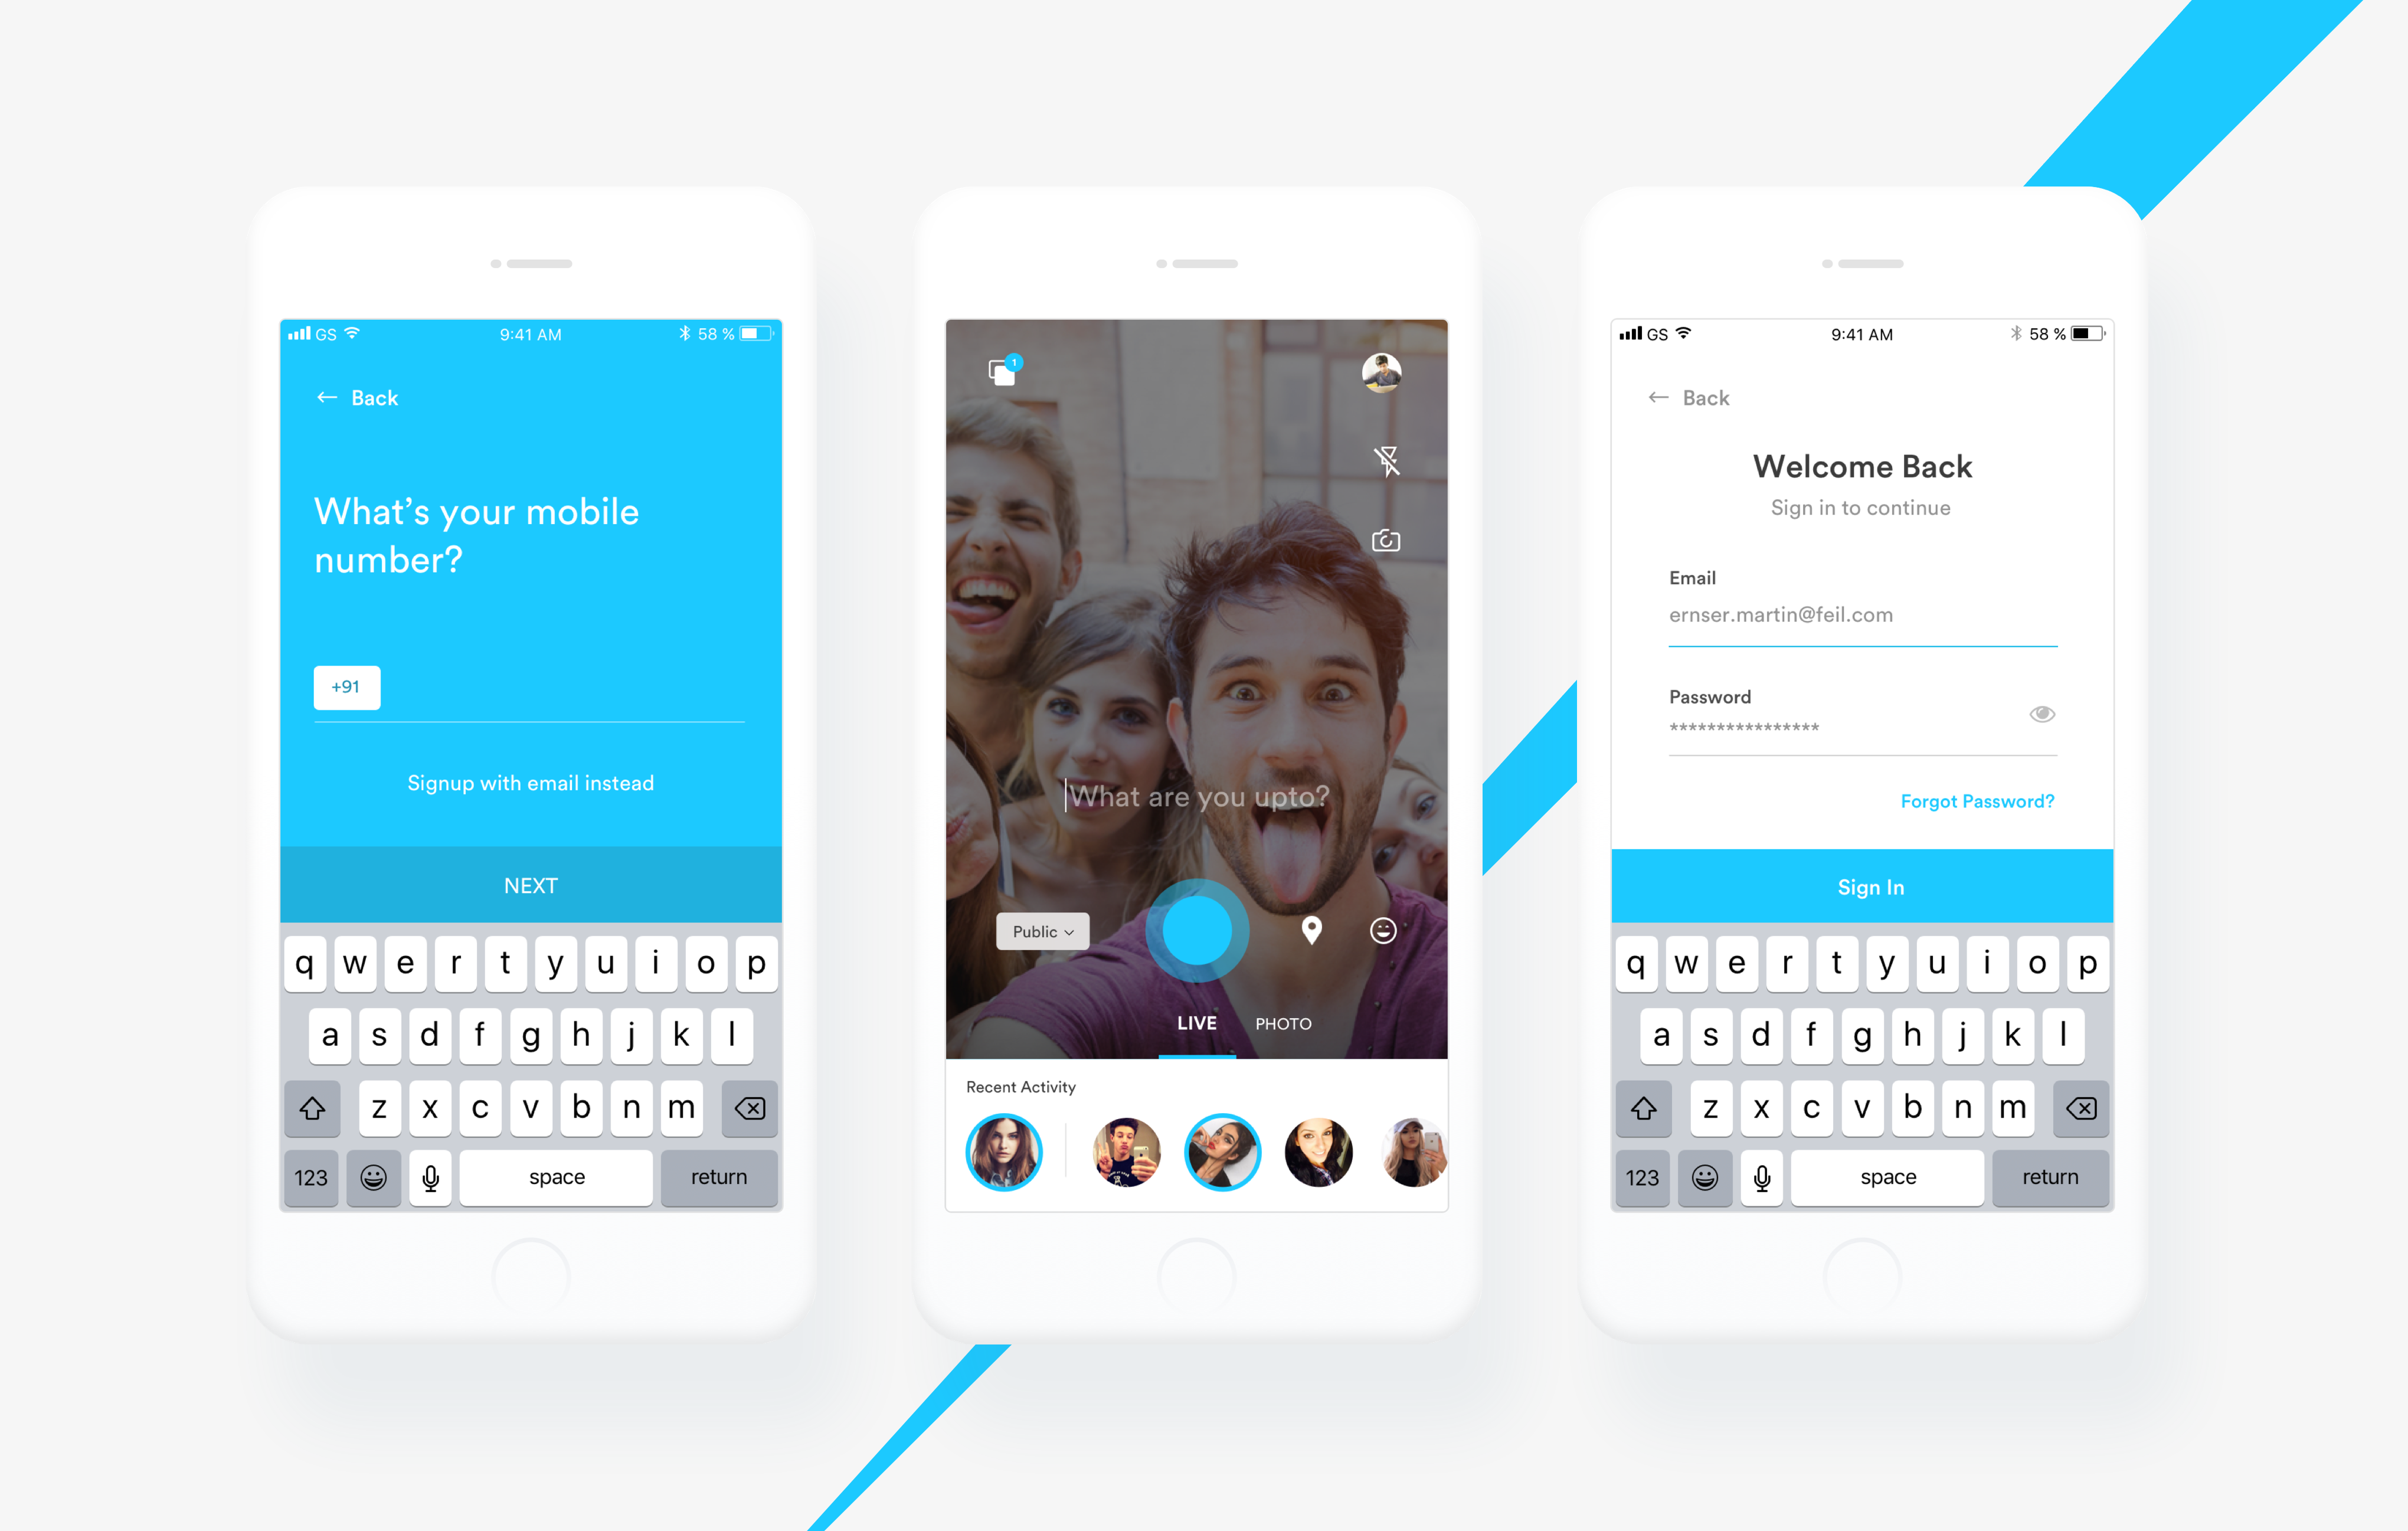 GS 9:41 AM 58 %
← Back
What's your mobile
number?
+91
Signup with email instead
NEXT
q w e r t y u i o p
a s d f g h j k l
z x c v b n m
123 space return
1
What are you upto?
Public
LIVE PHOTO
Recent Activity
GS 9:41 AM 58 %
← Back
Welcome Back
Sign in to continue
Email
ernser.martin@feil.com
Password
****************
Forgot Password?
Sign In
q w e r t y u i o p
a s d f g h j k l
z x c v b n m
123 space return